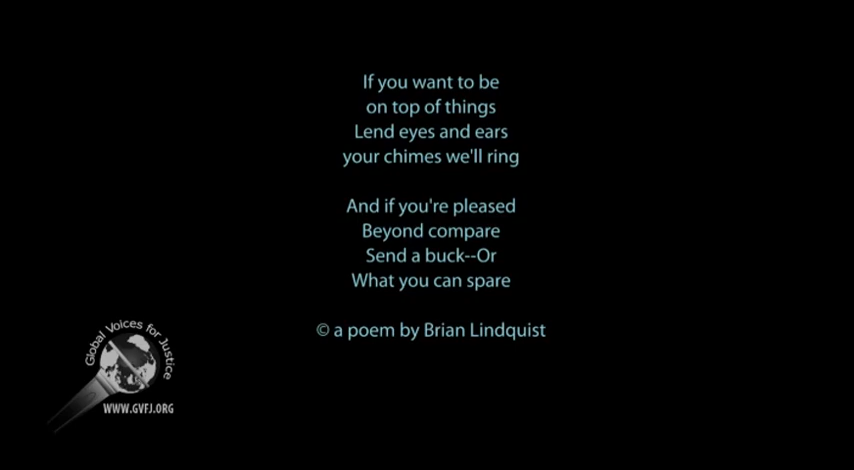 If you want to be
on top of things
Lend eyes and ears
your chimes we'll ring
And if you're pleased
Beyond compare
Send a buck--Or
What you can spare
© a poem by Brian Lindquist
Global Voices for Justice
WWW.GVFJ.ORG